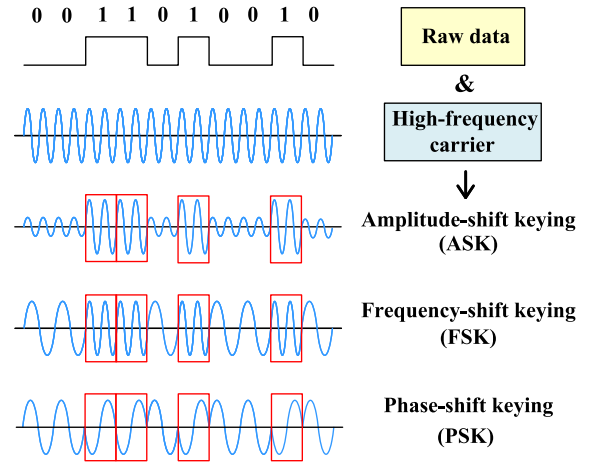 0 0 1 1 0 1 0 0 1 0
Raw data
&
High-frequency
carrier
Amplitude-shift keying
(ASK)
Frequency-shift keying
(FSK)
Phase-shift keying
(PSK)